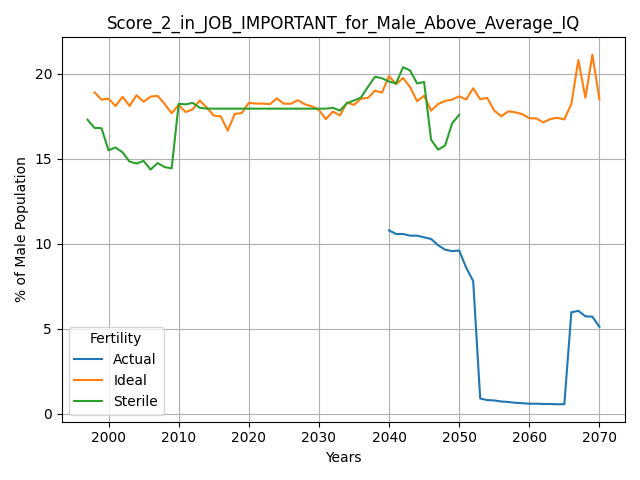 Score_2_in_JOB_IMPORTANT_for_Male_Above_Average_IQ
% of Male Population
20
15
10
5
0
Fertility
Actual
Ideal
Sterile
2000 2010 2020 2030 2040 2050 2060 2070
Years